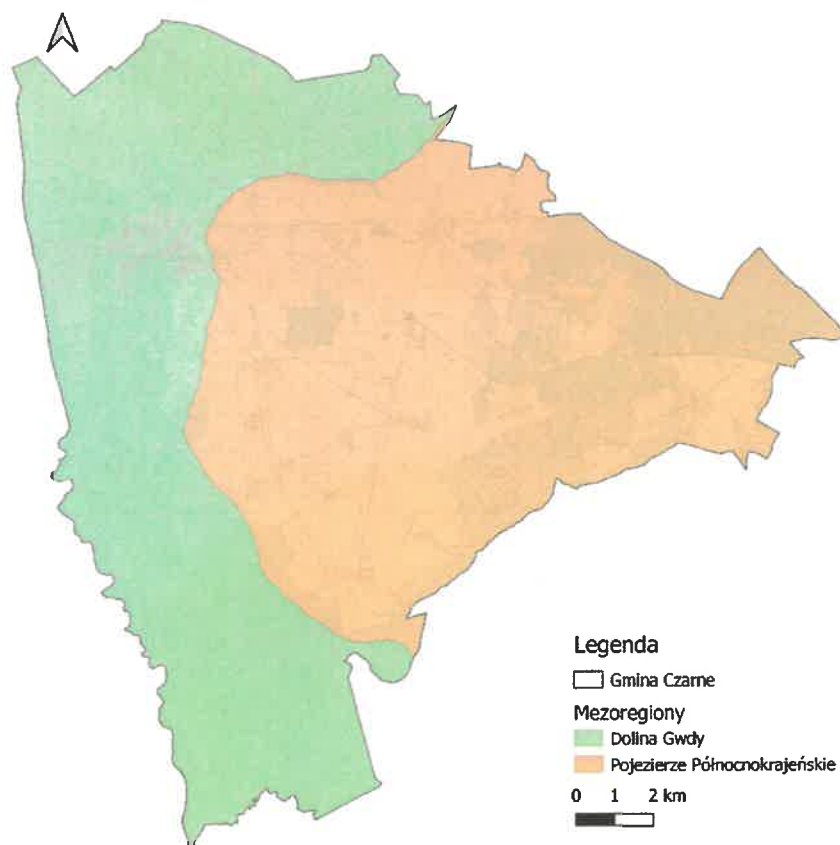 Legenda
Gmina Czarne
Mezoregiony
Dolina Gwdy
Pojezierze Północnokrajeńskie
0 1 2 km